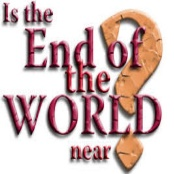 Is the
End of
the
WORLD
near ?